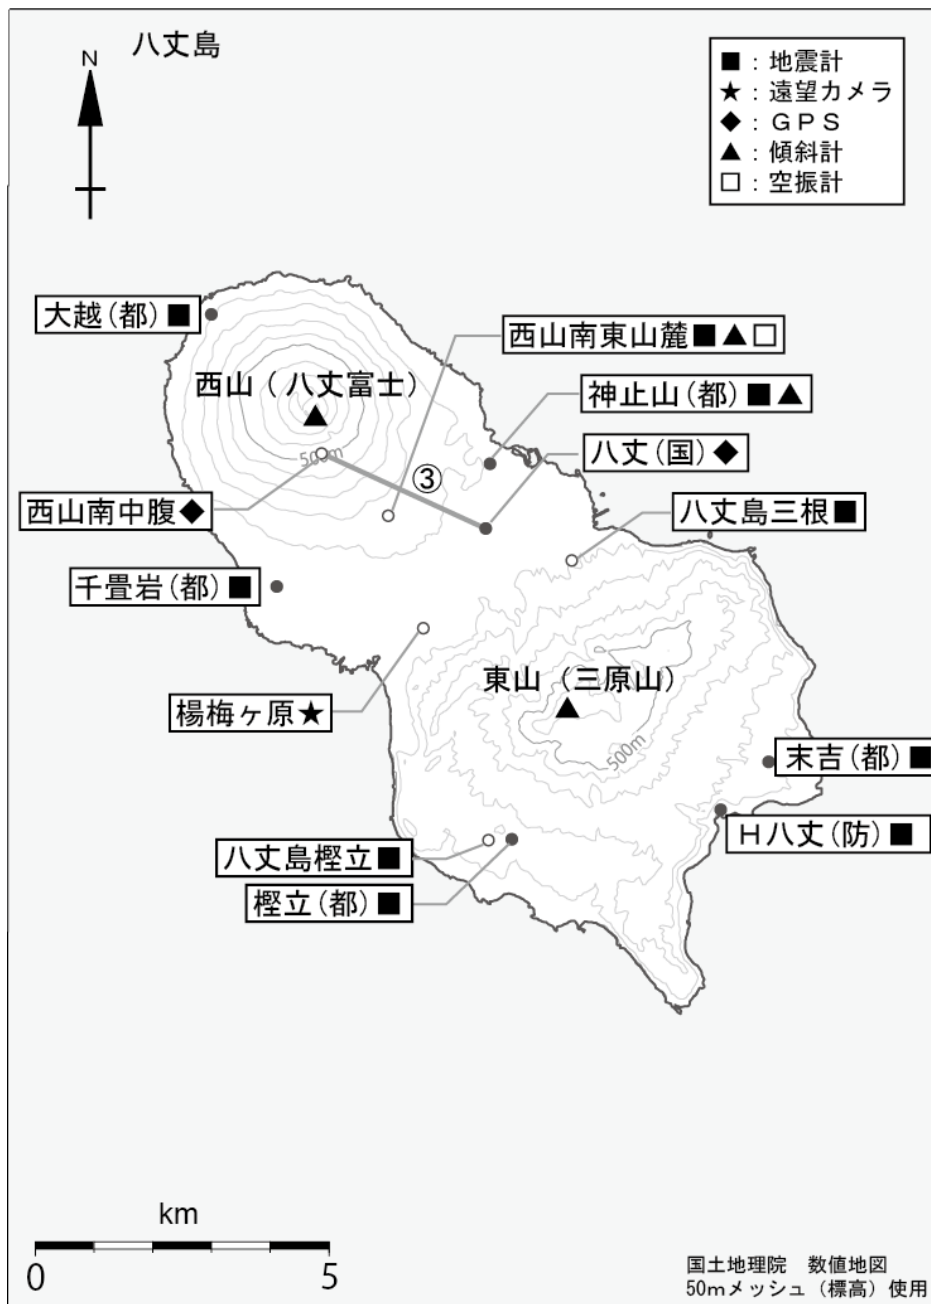 八丈島
N
■：地震計
★：遠望カメラ
◆：ＧＰＳ
▲：傾斜計
□：空振計
大越(都)■
西山南東山麓■▲□
西山（八丈富士）
神止山(都)■▲
500m
③
八丈(国)◆
西山南中腹◆
八丈島三根■
千畳岩(都)■
東山（三原山）
楊梅ヶ原★
500m
末吉(都)■
Ｈ八丈(防)■
八丈島樫立■
樫立(都)■
km
0 5
国土地理院　数値地図
50mメッシュ（標高）使用